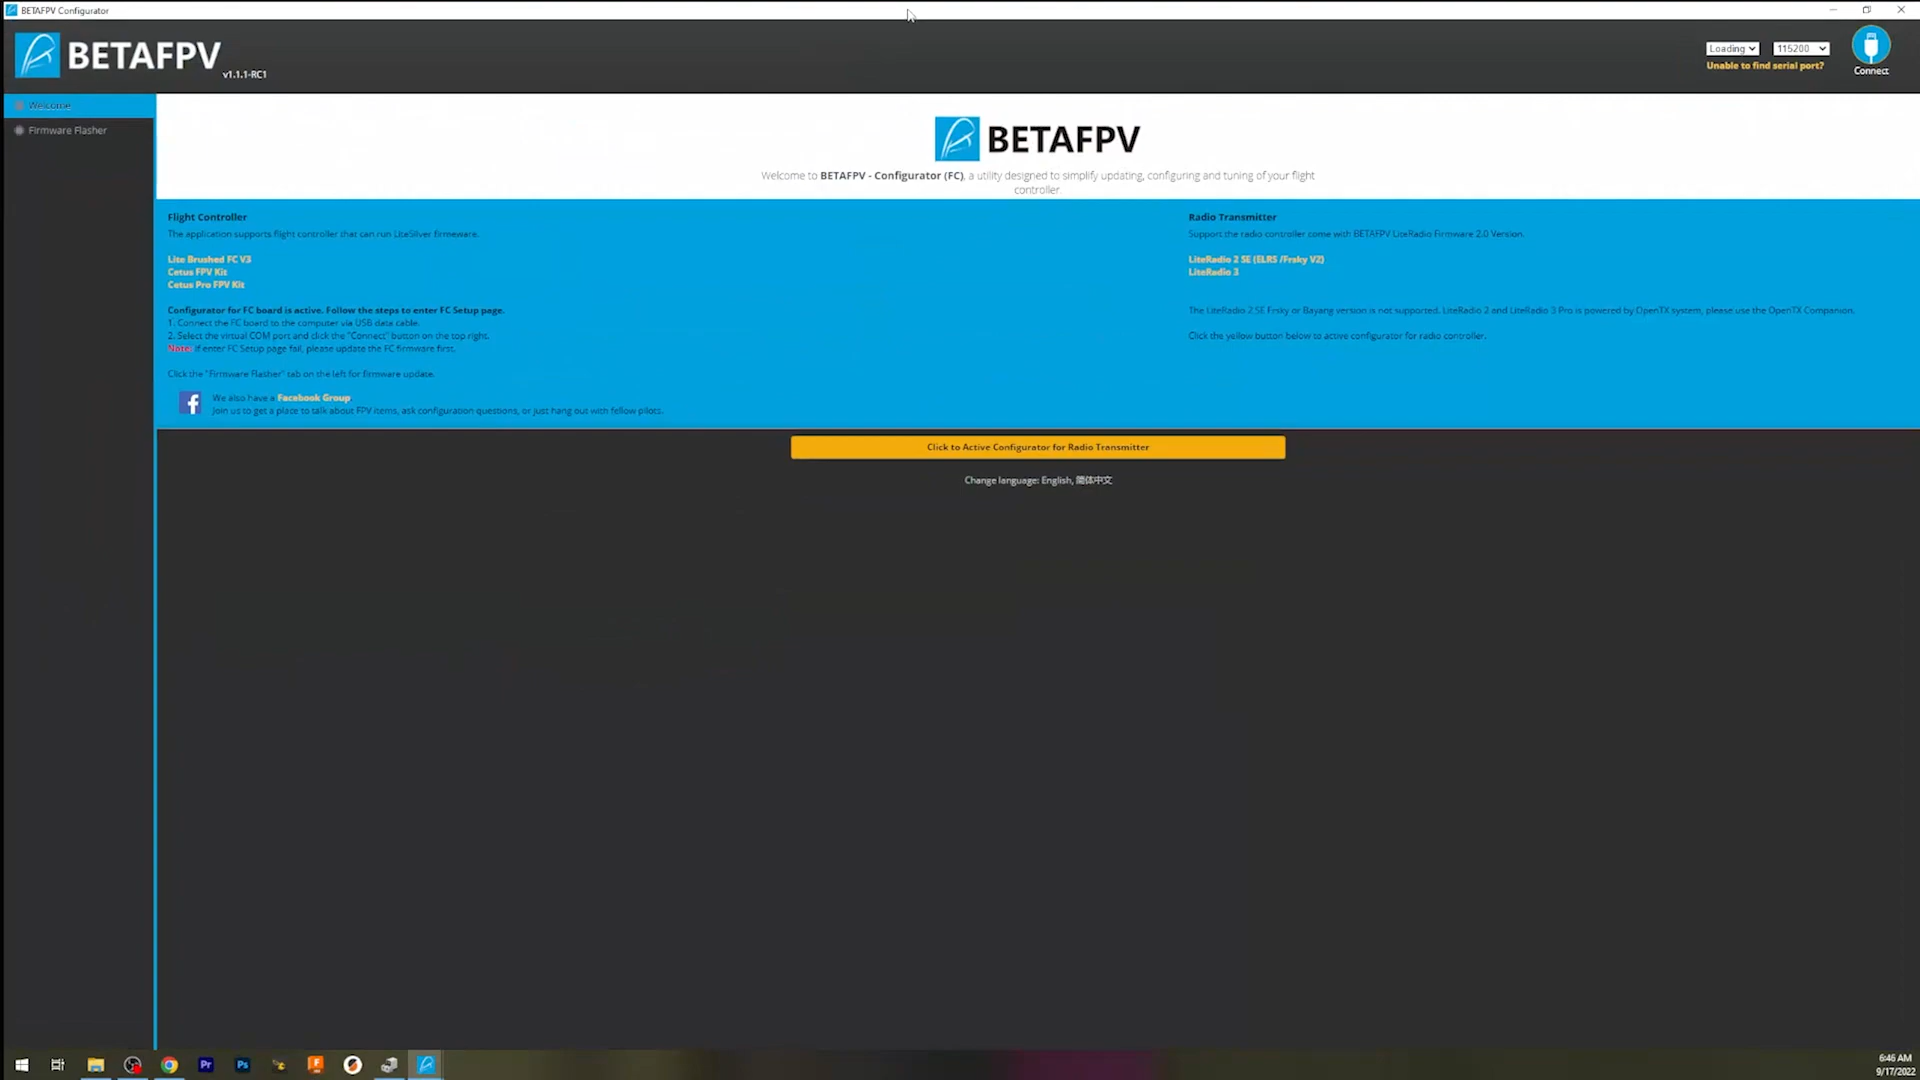 BETAFPV Configurator
BETAFPV
v1.1.1-RC1
Loading
115200
Unable to find serial port?
Connect
Welcome
Firmware Flasher
BETAFPV
Welcome to BETAFPV - Configurator (FC), a utility designed to simplify updating, configuring and tuning of your flight
controller.
Flight Controller
The application supports flight controller that can run LiteSilver firmeware.
Lite Brushed FC V3
Cetus FPV Kit
Cetus Pro FPV Kit
Configurator for FC board is active. Follow the steps to enter FC Setup page.
1. Connect the FC board to the computer via USB data cable.
2. Select the virtual COM port and click the "Connect" button on the top right.
Note: If enter FC Setup page fail, please update the FC firmware first.
Click the "Firmware Flasher" tab on the left for firmware update.
We also have a Facebook Group.
Join us to get a place to talk about FPV items, ask configuration questions, or just hang out with fellow pilots.
Radio Transmitter
Support the radio controller come with BETAFPV LiteRadio Firmware 2.0 Version.
LiteRadio 2 SE (ELRS /Frsky V2)
LiteRadio 3
The LiteRadio 2 SE Frsky or Bayang version is not supported. LiteRadio 2 and LiteRadio 3 Pro is powered by OpenTX system, please use the OpenTX Companion.
Click the yellow button below to active configurator for radio controller.
Click to Active Configurator for Radio Transmitter
Change language: English, 簡体中文
Pr
Ps
F
6:46 AM
9/17/2022